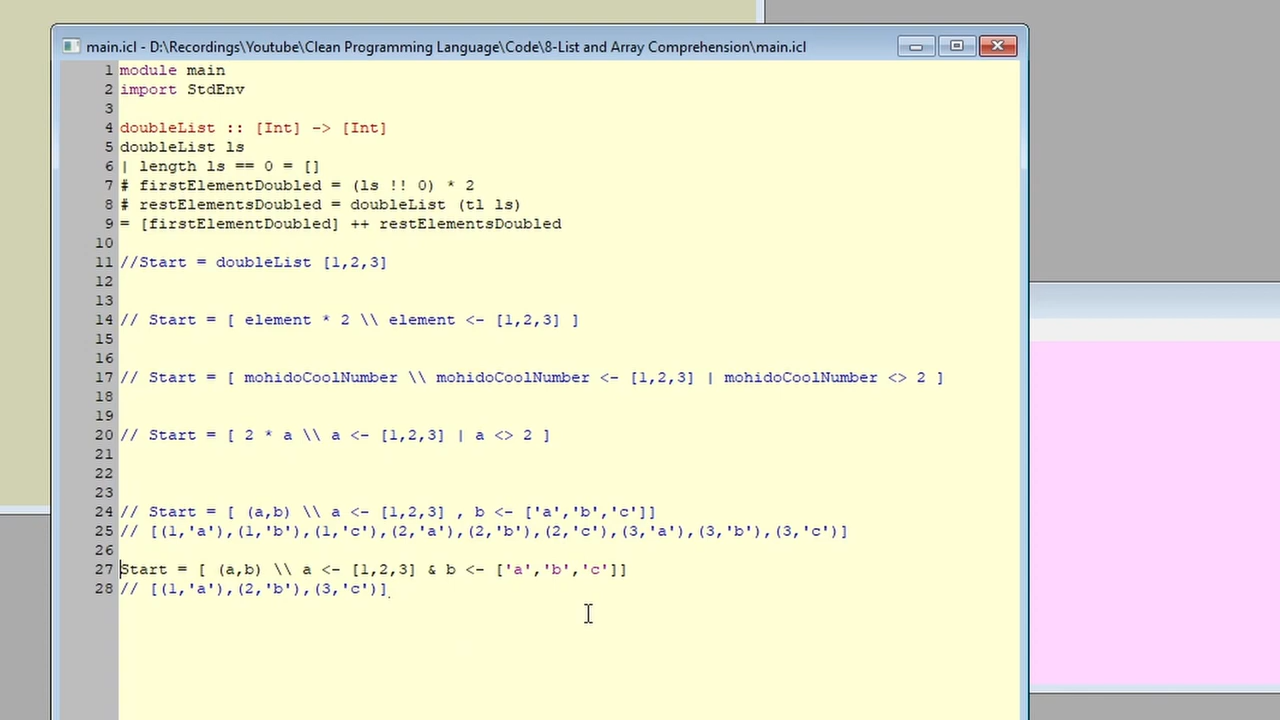 main.icl - D:\Recordings\Youtube\Clean Programming Language\Code\8-List and Array Comprehension\main.icl
1 module main
2 import StdEnv
3
4 doubleList :: [Int] -> [Int]
5 doubleList ls
6 | length ls == 0 = []
7 # firstElementDoubled = (ls !! 0) * 2
8 # restElementsDoubled = doubleList (tl ls)
9 = [firstElementDoubled] ++ restElementsDoubled
10
11 //Start = doubleList [1,2,3]
12
13
14 // Start = [ element * 2 \\ element <- [1,2,3] ]
15
16
17 // Start = [ mohidoCoolNumber \\ mohidoCoolNumber <- [1,2,3] | mohidoCoolNumber <> 2 ]
18
19
20 // Start = [ 2 * a \\ a <- [1,2,3] | a <> 2 ]
21
22
23
24 // Start = [ (a,b) \\ a <- [1,2,3] , b <- ['a','b','c']]
25 // [(1,'a'),(1,'b'),(1,'c'),(2,'a'),(2,'b'),(2,'c'),(3,'a'),(3,'b'),(3,'c')]
26
27 Start = [ (a,b) \\ a <- [1,2,3] & b <- ['a','b','c']]
28 // [(1,'a'),(2,'b'),(3,'c')]